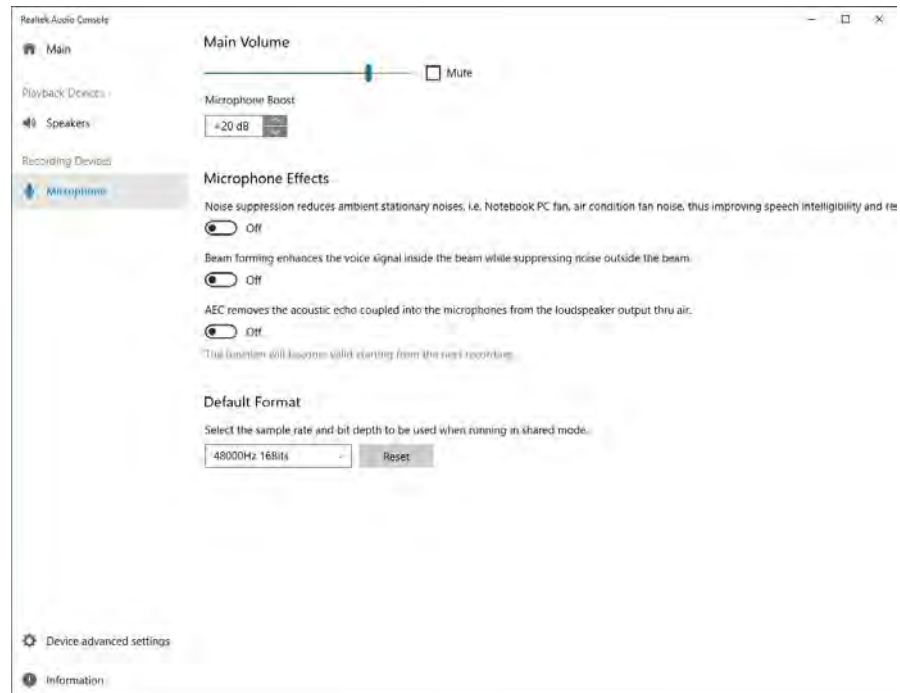 Realtek Audio Console
Main
Playback Devices
Speakers
Recording Devices
Microphone
Main Volume
Mute
Microphone Boost
+20 dB
Microphone Effects
Noise suppression reduces ambient stationary noises, i.e. Notebook PC fan, air condition fan noise, thus improving speech intelligibility and res
Off
Beam forming enhances the voice signal inside the beam while suppressing noise outside the beam.
Off
AEC removes the acoustic echo coupled into the microphones from the loudspeaker output thru air.
Off
The function will become valid starting from the next recording.
Default Format
Select the sample rate and bit depth to be used when running in shared mode.
48000Hz 16Bits
Reset
Device advanced settings
Information